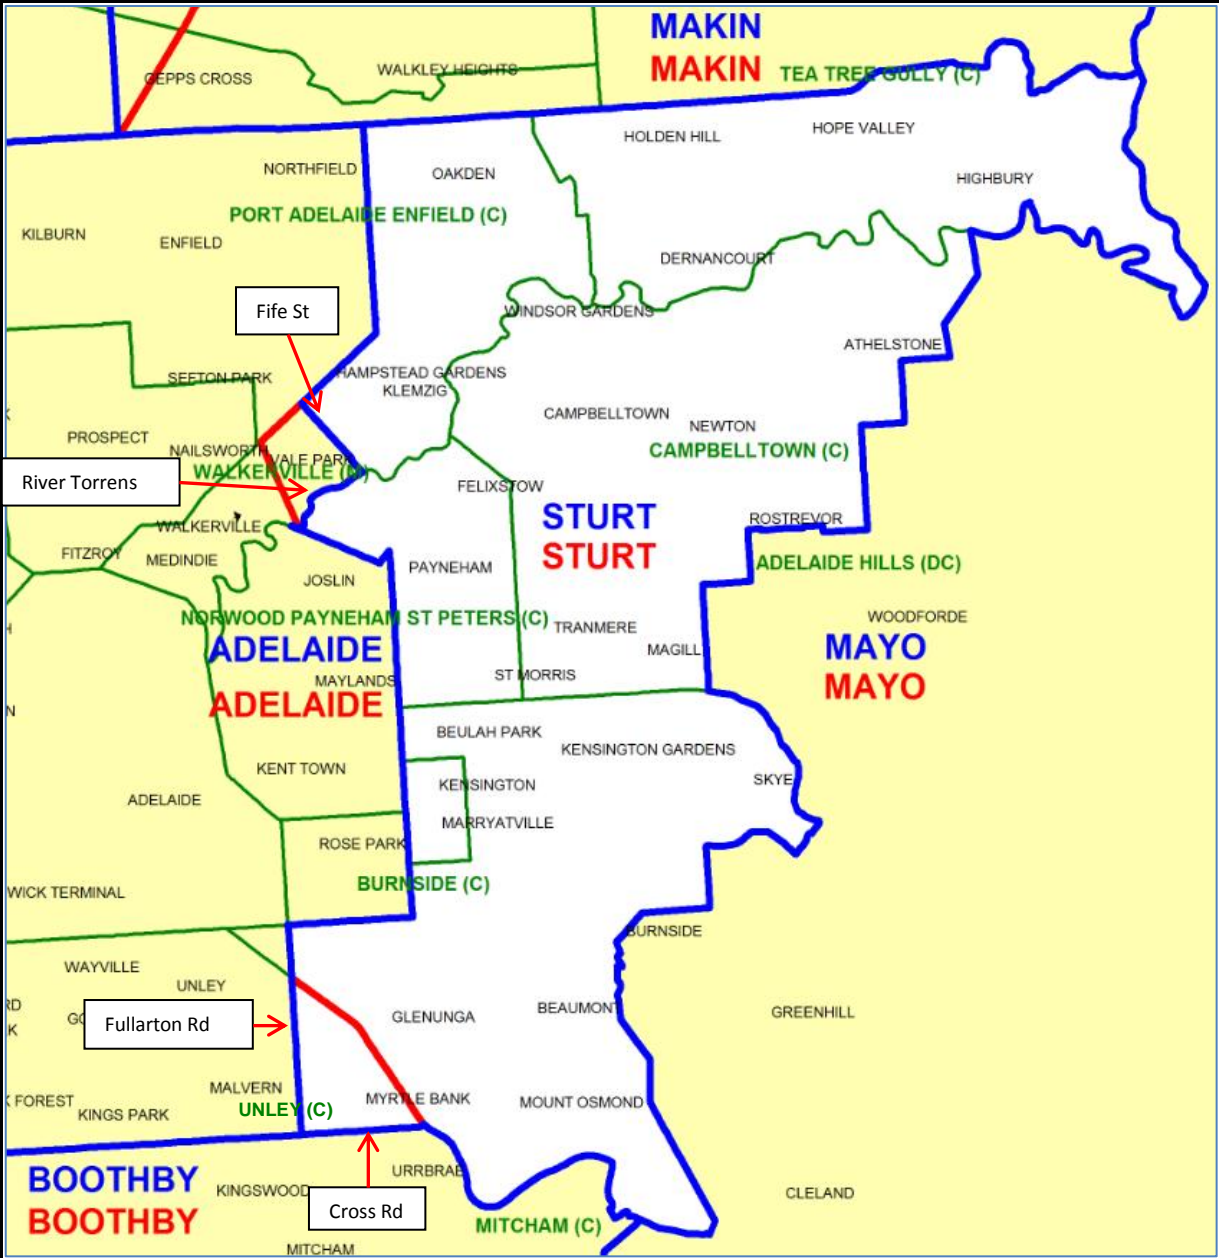 MAKIN
MAKIN
TEA TREE GULLY (C)
GEPPS CROSS
WALKLEY HEIGHTS
HOLDEN HILL
HOPE VALLEY
NORTHFIELD
OAKDEN
HIGHBURY
PORT ADELAIDE ENFIELD (C)
KILBURN
ENFIELD
DERNANCOURT
Fife St
WINDSOR GARDENS
ATHELSTONE
SEFTON PARK
HAMPSTEAD GARDENS
KLEMZIG
K
CAMPBELLTOWN
NEWTON
PROSPECT
NAILSWORTH
CAMPBELLTOWN (C)
VALE PARK
WALKERVILLE (M)
River Torrens
FELIXSTOW
STURT
STURT
ROSTREVOR
WALKERVILLE
FITZROY
MEDINDIE
PAYNEHAM
ADELAIDE HILLS (DC)
JOSLIN
NORWOOD PAYNEHAM ST PETERS (C)
WOODFORDE
H
TRANMERE
ADELAIDE
MAGILL
MAYO
MAYO
MAYLANDS
ST MORRIS
ADELAIDE
N
BEULAH PARK
KENSINGTON GARDENS
KENT TOWN
SKYE
KENSINGTON
ADELAIDE
MARRYATVILLE
ROSE PARK
BURNSIDE (C)
WICK TERMINAL
BURNSIDE
WAYVILLE
UNLEY
RD
K
GO
Fullarton Rd
GLENUNGA
BEAUMONT
GREENHILL
MALVERN
K FOREST
KINGS PARK
UNLEY (C)
MYRTLE BANK
MOUNT OSMOND
BOOTHBY
BOOTHBY
URRBRAE
KINGSWOOD
Cross Rd
CLELAND
MITCHAM (C)
MITCHAM